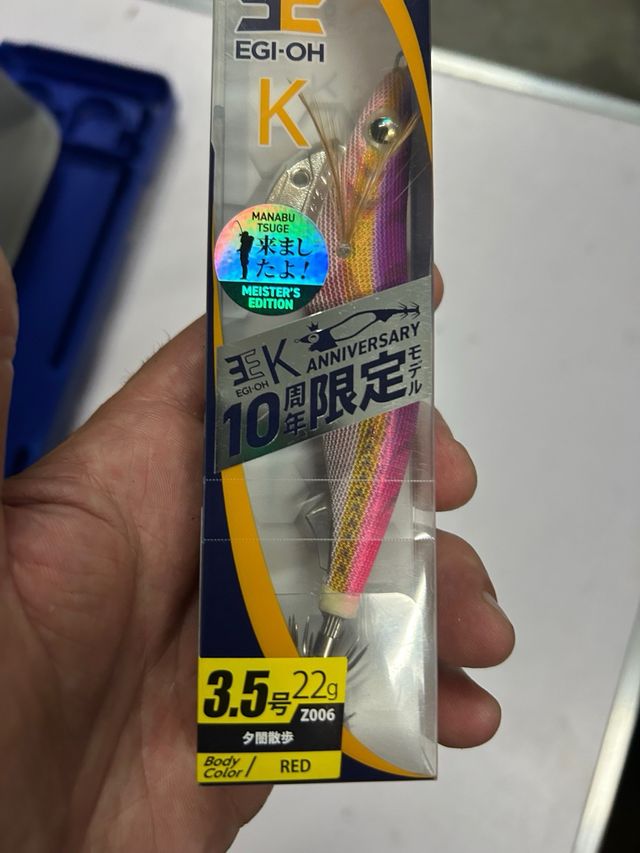 EGI-OH
K
MANABU
TSUGE
来まし
たよ!
MEISTER'S
EDITION
EGI-OH K
ANNIVERSARY
10周年限定モデル
3.5号 22g
Z006
夕闇散歩
Body Color / RED